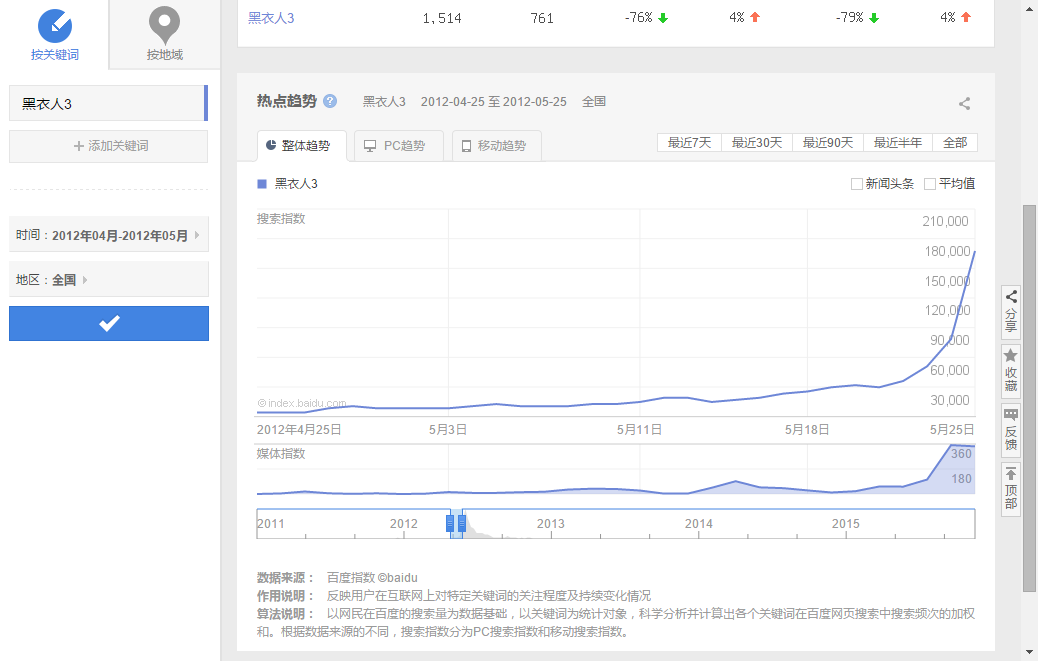 按关键词
按地域
黑衣人3
+ 添加关键词
时间：2012年04月-2012年05月
地区：全国
黑衣人3 1,514 761 -76% 4% -79% 4%
热点趋势 ? 黑衣人3 2012-04-25 至 2012-05-25 全国
整体趋势 PC趋势 移动趋势 最近7天 最近30天 最近90天 最近半年 全部
黑衣人3 新闻头条 平均值
搜索指数
210,000
180,000
150,000
120,000
90,000
60,000
30,000
©index.baidu.com
2012年4月25日 5月3日 5月11日 5月18日 5月25日
媒体指数
360
180
2011 2012 2013 2014 2015
数据来源： 百度指数 ©baidu
作用说明： 反映用户在互联网上对特定关键词的关注程度及持续变化情况
算法说明： 以网民在百度的搜索量为数据基础，以关键词为统计对象，科学分析并计算出各个关键词在百度网页搜索中搜索频次的加权
和。根据数据来源的不同，搜索指数分为PC搜索指数和移动搜索指数。
分享
收藏
反馈
顶部